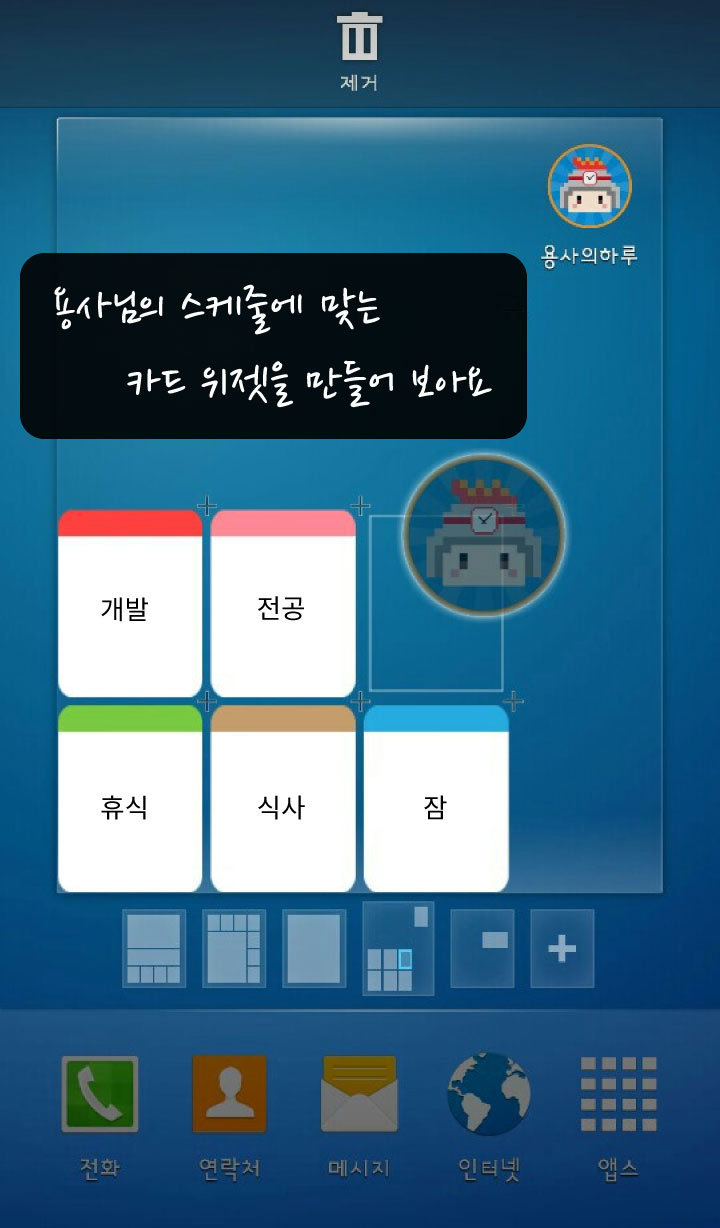 제거
용사의하루
용사님의 스케줄에 맞는
카드 위젯을 만들어 보아요
개발
전공
휴식
식사
잠
전화
연락처
메시지
인터넷
앱스